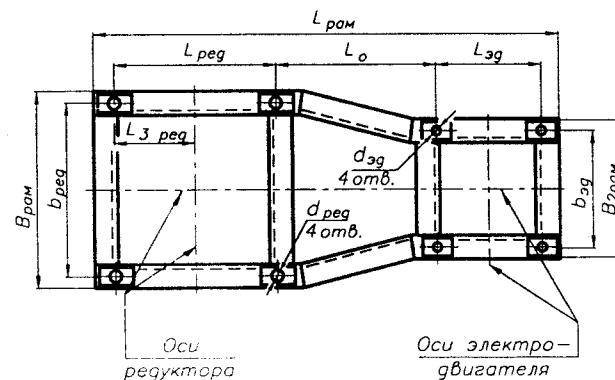 L рам
L ред
L о
L эд
L 3 ред
d эд
4 отв.
B рам
b ред
b эд
B 2рам
d ред
4 отв.
Оси
редуктора
Оси электро-
двигателя